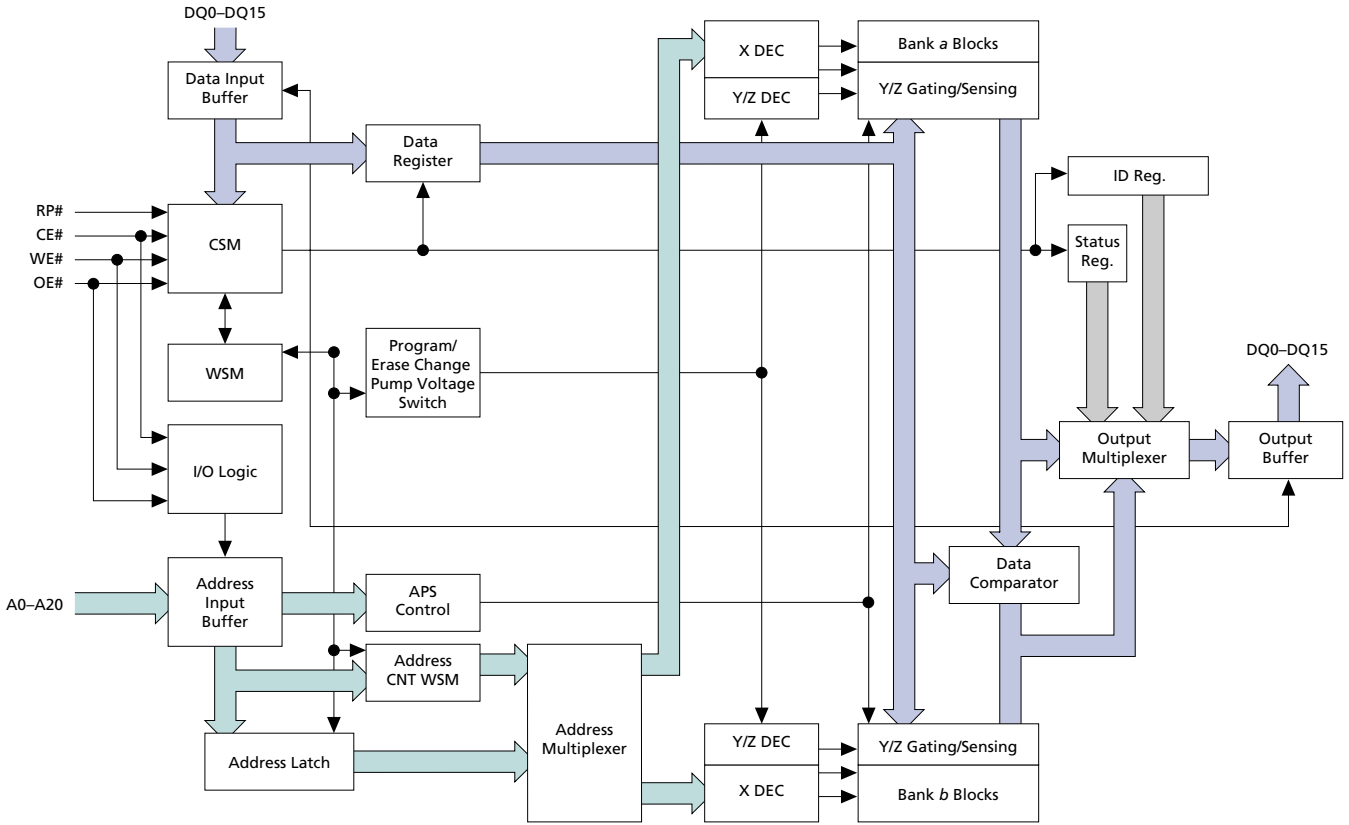 DQ0–DQ15
Data Input
Buffer
Data
Register
X DEC
Y/Z DEC
Bank a Blocks
Y/Z Gating/Sensing
ID Reg.
Status
Reg.
RP#
CE#
WE#
OE#
CSM
WSM
Program/
Erase Change
Pump Voltage
Switch
DQ0–DQ15
I/O Logic
Output
Multiplexer
Output
Buffer
A0–A20
Address
Input
Buffer
APS
Control
Data
Comparator
Address
CNT WSM
Address
Multiplexer
Address Latch
Y/Z DEC
X DEC
Y/Z Gating/Sensing
Bank b Blocks